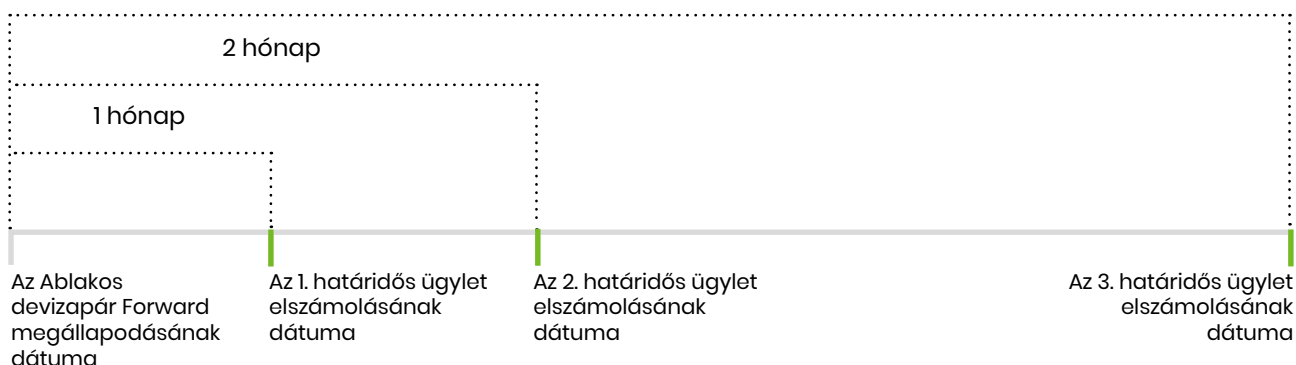 2 hónap
1 hónap
Az Ablakos
devizapár Forward
megállapodásának
dátuma
Az 1. határidős ügylet
elszámolásának
dátuma
Az 2. határidős ügylet
elszámolásának
dátuma
Az 3. határidős ügylet
elszámolásának
dátuma